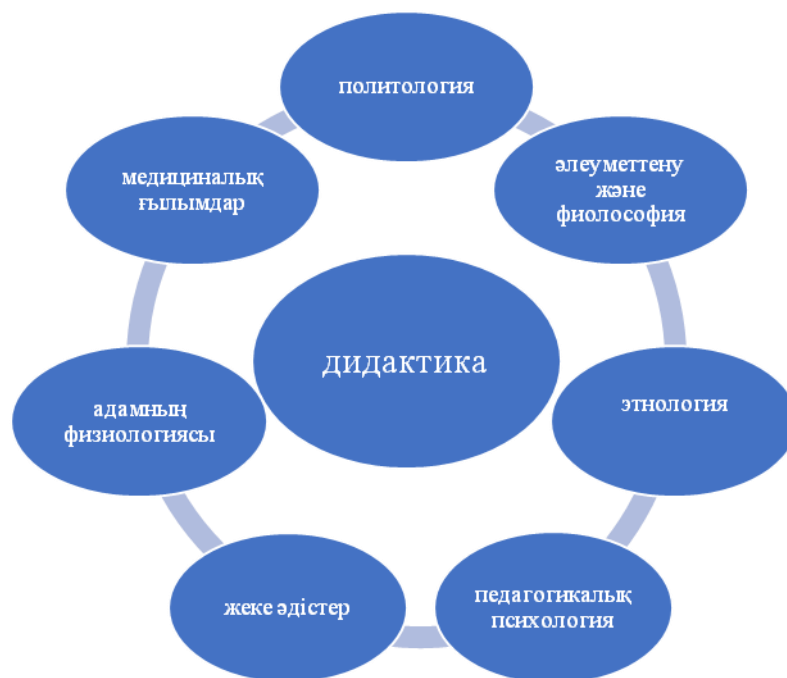 политология
әлеуметтену
және
фиолософия
этнология
педагогикалық
психология
жеке әдістер
адамның
физиологиясы
медициналық
ғылымдар
дидактика